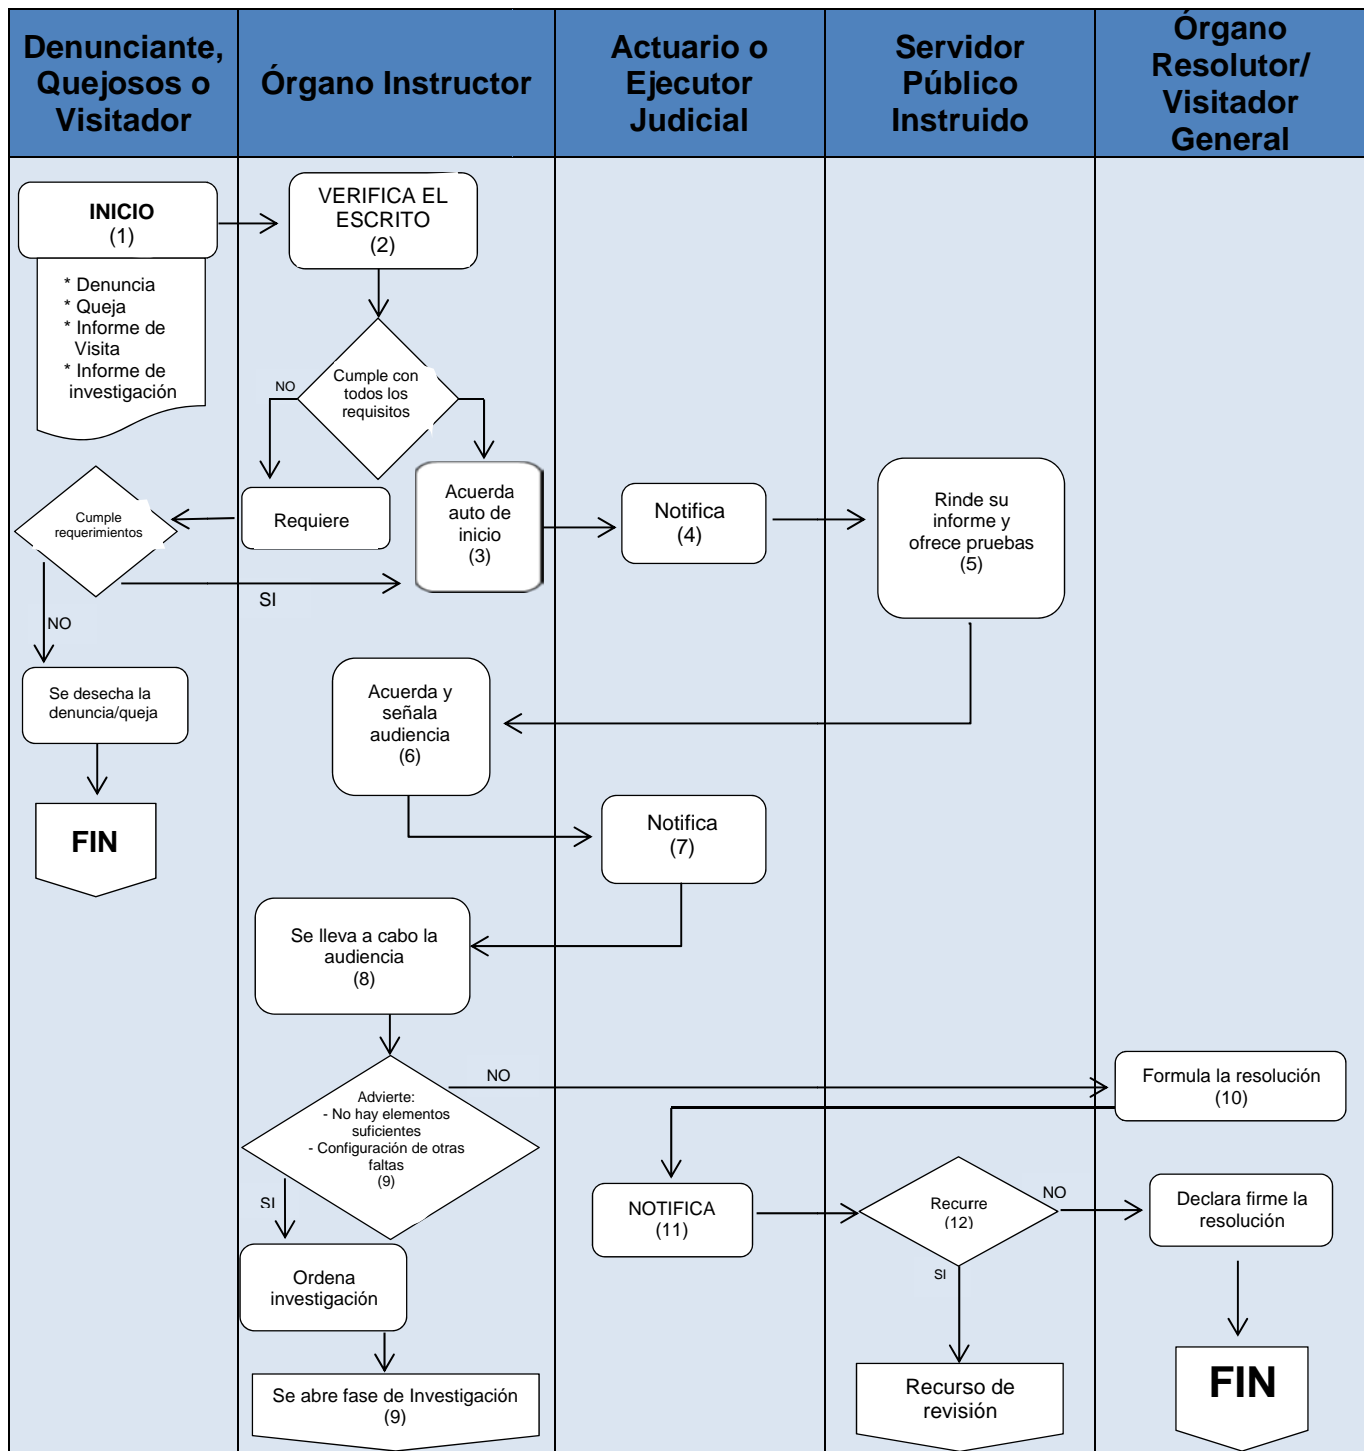 Denunciante,
Quejosos o
Visitador
Órgano Instructor
Actuario o
Ejecutor
Judicial
Servidor
Público
Instruido
Órgano
Resolutor/
Visitador
General
INICIO
(1)
* Denuncia
* Queja
* Informe de
Visita
* Informe de
investigación
VERIFICA EL
ESCRITO
(2)
Cumple con
todos los
requisitos
NO
Requiere
Acuerda
auto de
inicio
(3)
Notifica
(4)
Rinde su
informe y
ofrece pruebas
(5)
Cumple
requerimientos
SI
NO
Se desecha la
denuncia/queja
FIN
Acuerda y
señala
audiencia
(6)
Notifica
(7)
Se lleva a cabo la
audiencia
(8)
Advierte:
- No hay elementos
suficientes
- Configuración de otras
faltas
(9)
NO
Formula la resolución
(10)
SI
Ordena
investigación
Se abre fase de Investigación
(9)
NOTIFICA
(11)
Recurre
(12)
NO
Declara firme la
resolución
SI
Recurso de
revisión
FIN